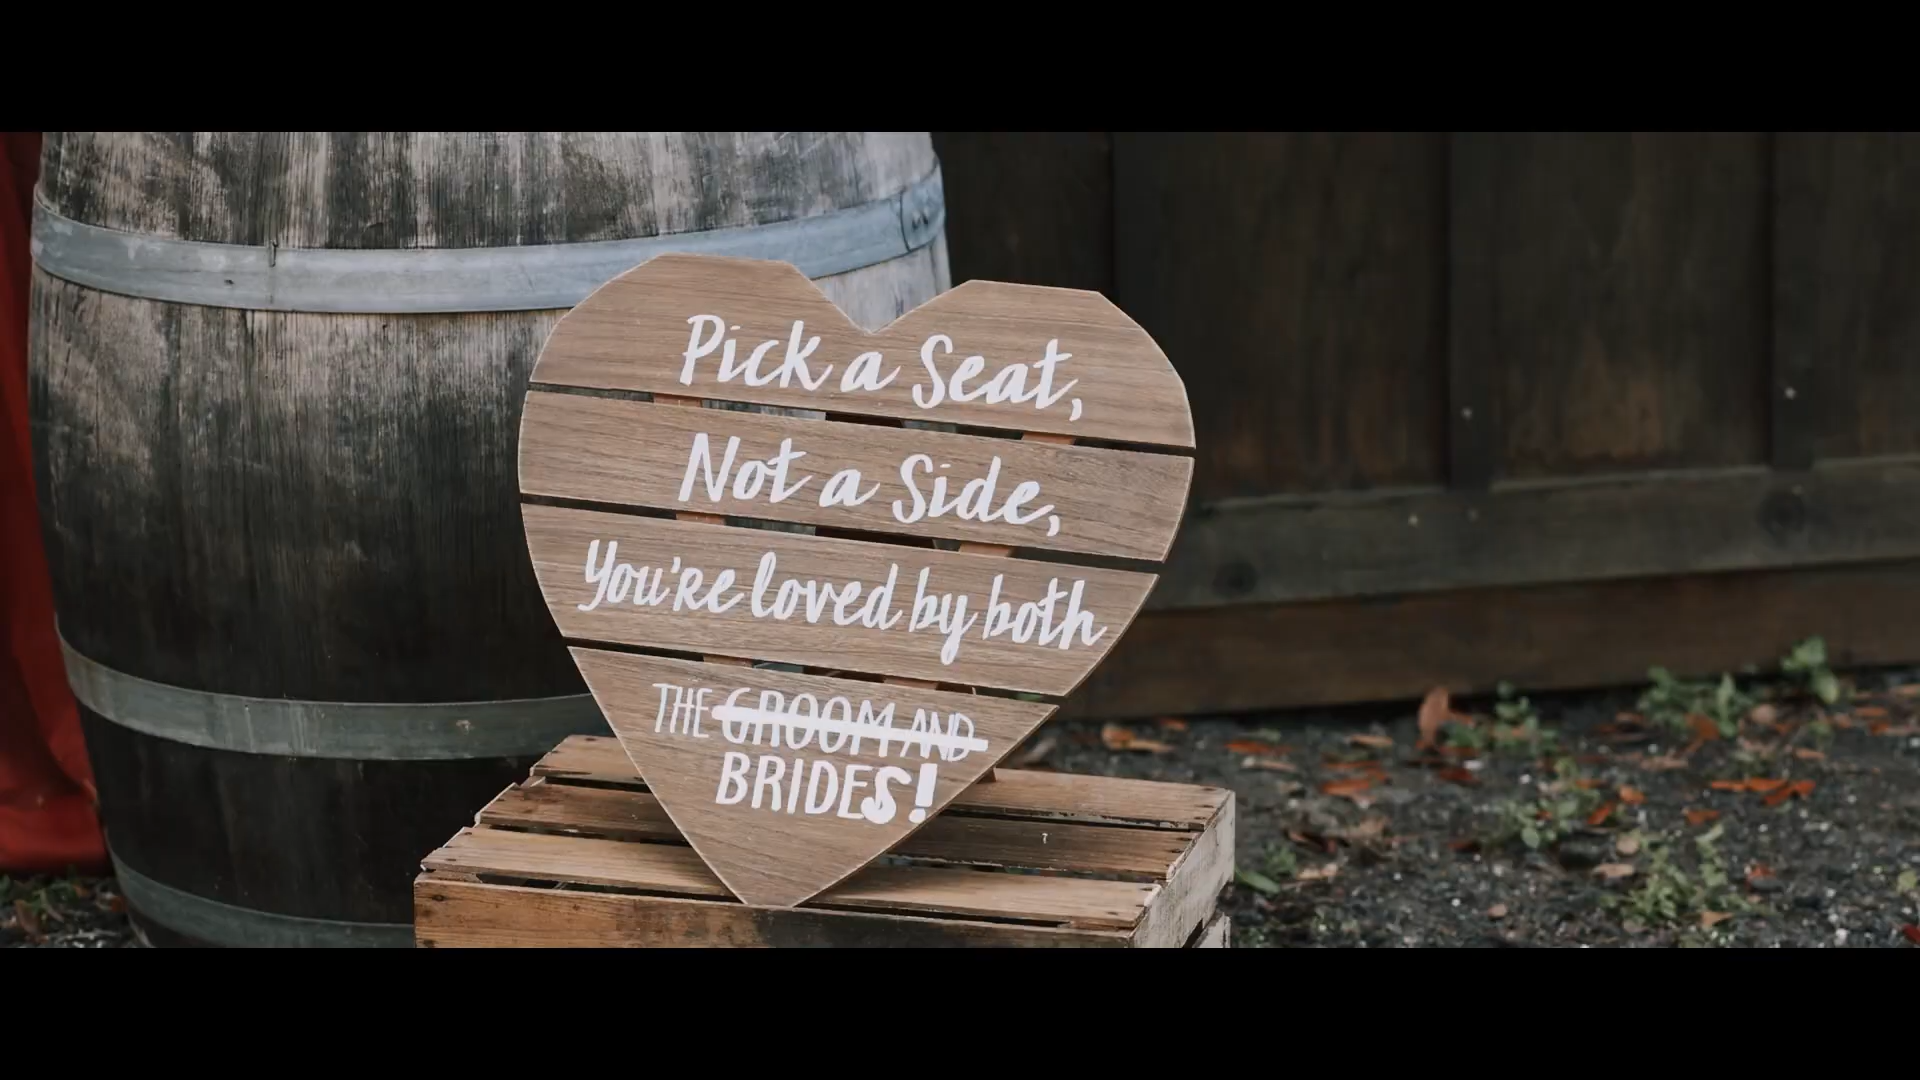 Pick a Seat,
Not a Side,
You're loved by both
THE GROOM AND
BRIDES!